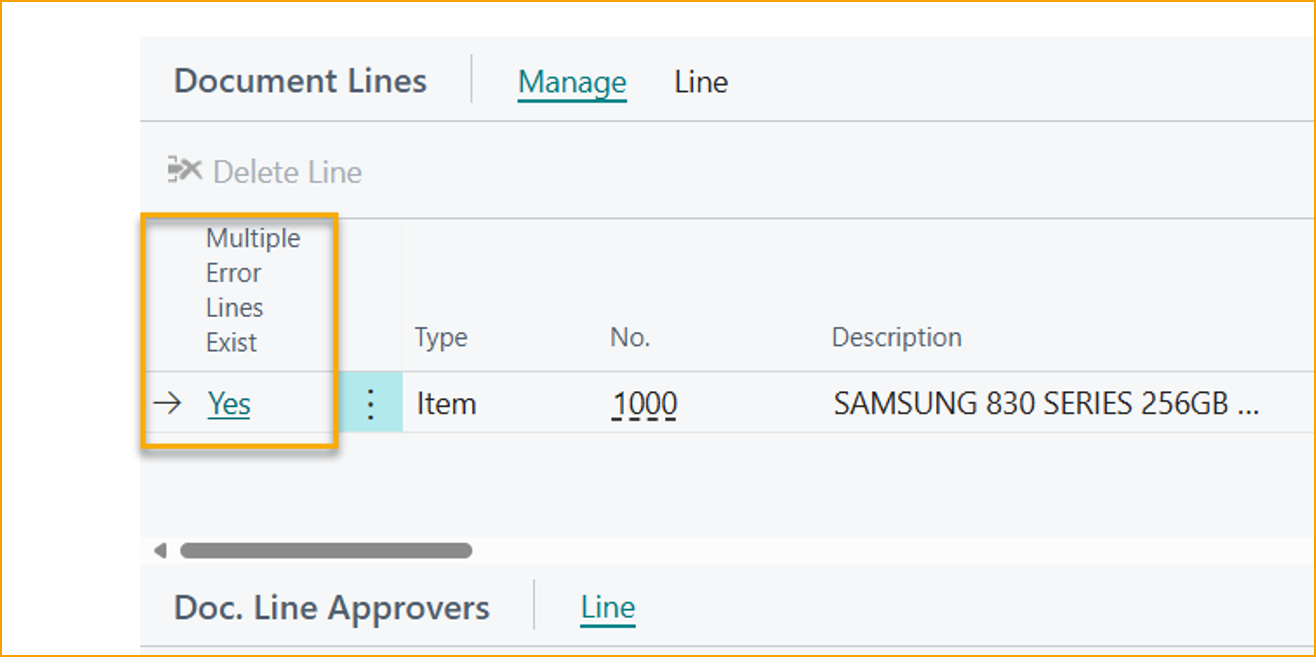 Document Lines Manage Line
Delete Line
Multiple
Error
Lines
Exist
Type No. Description
Yes Item 1000 SAMSUNG 830 SERIES 256GB ...
Doc. Line Approvers Line